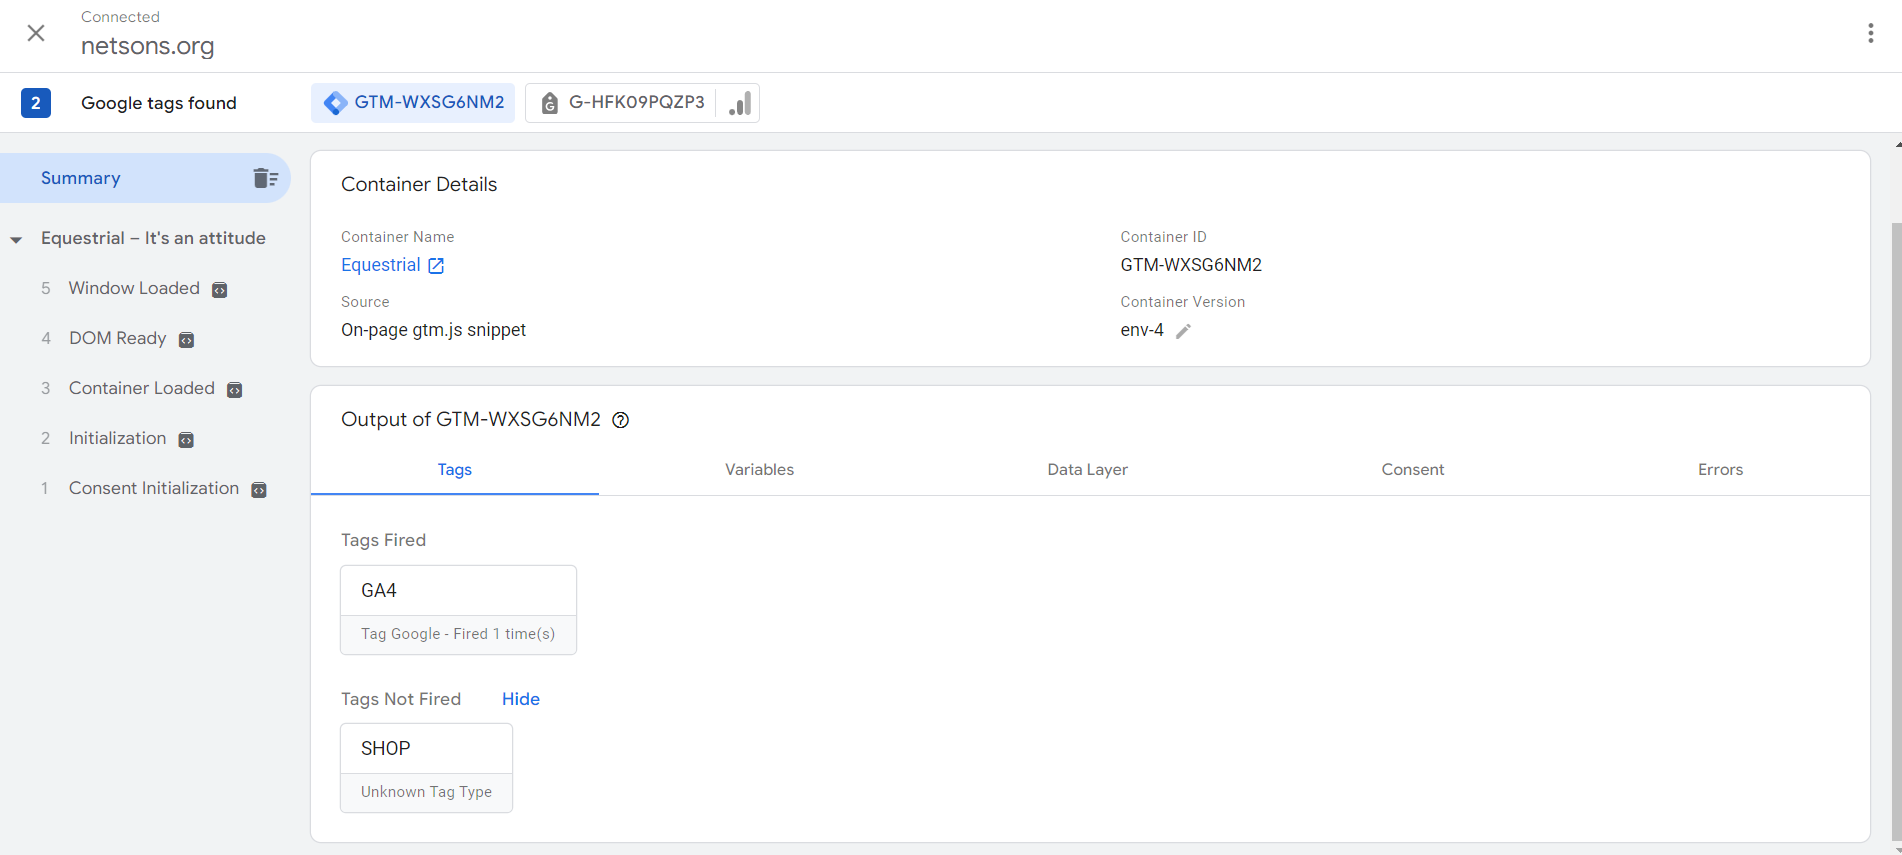 Connected
netsons.org
2 Google tags found GTM-WXSG6NM2 G-HFK09PQZP3
Summary
Equestrial – It's an attitude
5 Window Loaded
4 DOM Ready
3 Container Loaded
2 Initialization
1 Consent Initialization
Container Details
Container Name
Equestrial
Container ID
GTM-WXSG6NM2
Source
On-page gtm.js snippet
Container Version
env-4
Output of GTM-WXSG6NM2
Tags Variables Data Layer Consent Errors
Tags Fired
GA4
Tag Google - Fired 1 time(s)
Tags Not Fired Hide
SHOP
Unknown Tag Type